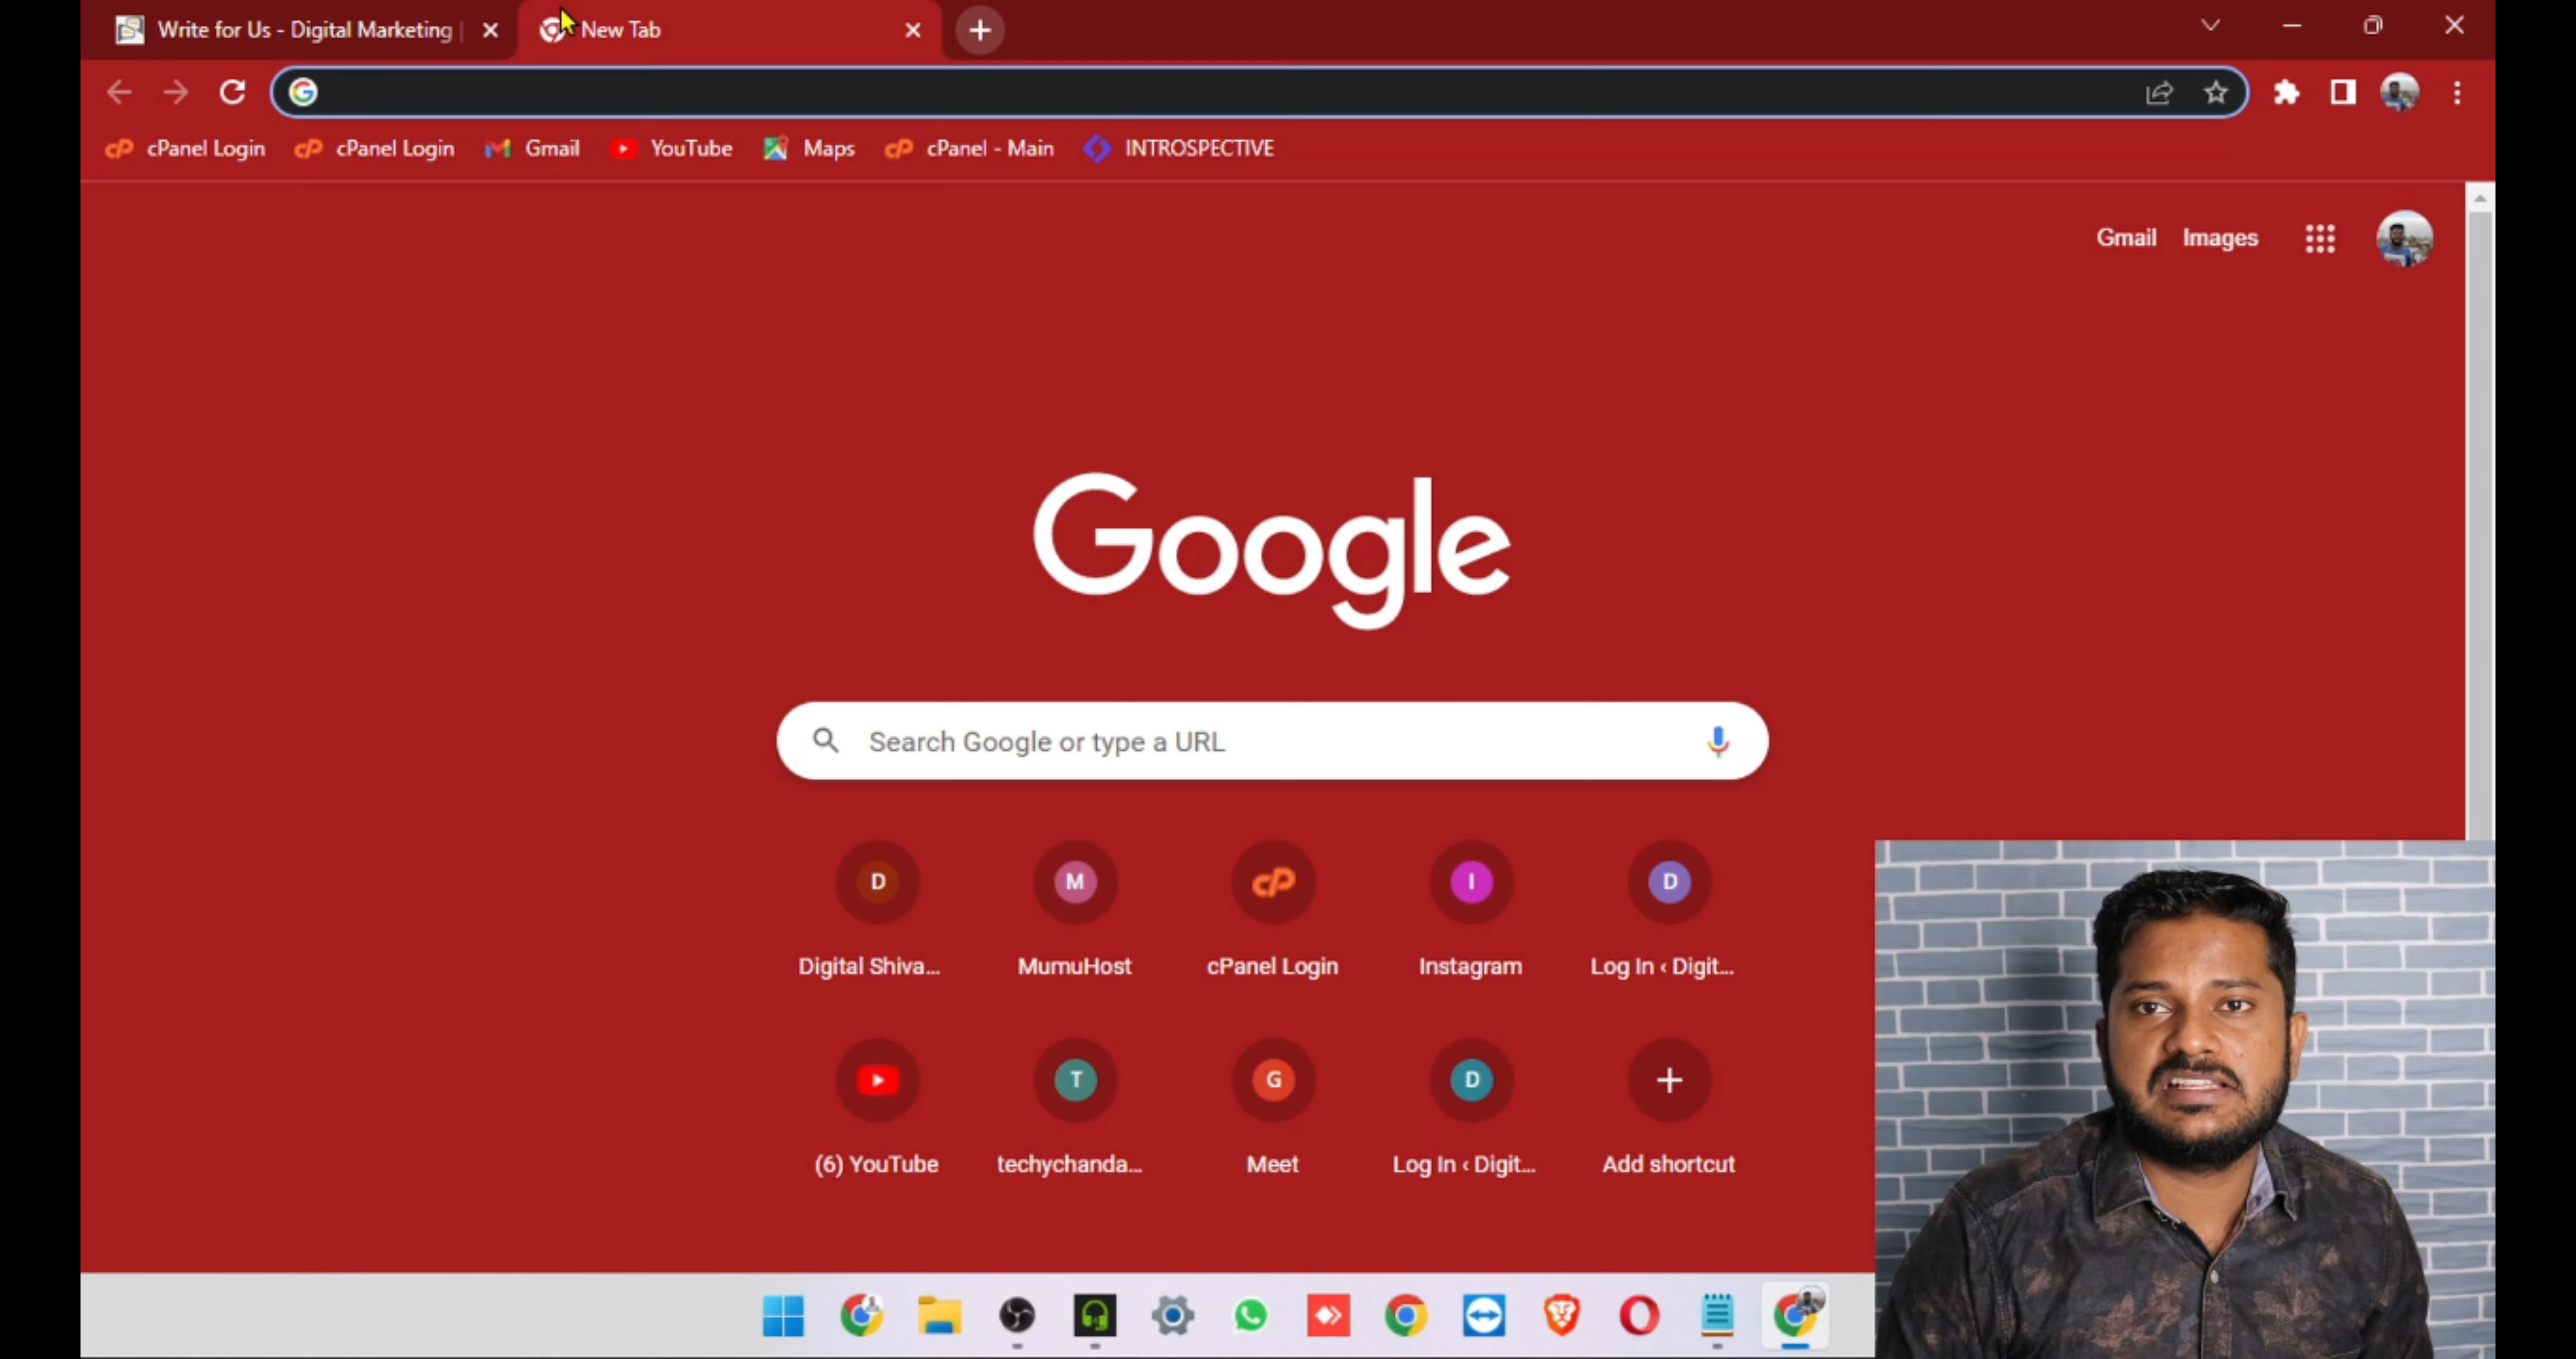 Write for Us - Digital Marketing |
New Tab
cPanel Login
cPanel Login
Gmail
YouTube
Maps
cPanel - Main
INTROSPECTIVE
Gmail
Images
Google
Search Google or type a URL
D
M
cP
I
D
Digital Shiva...
MumuHost
cPanel Login
Instagram
Log In ‹ Digit...
T
G
D
(6) YouTube
techychanda...
Meet
Log In ‹ Digit...
Add shortcut